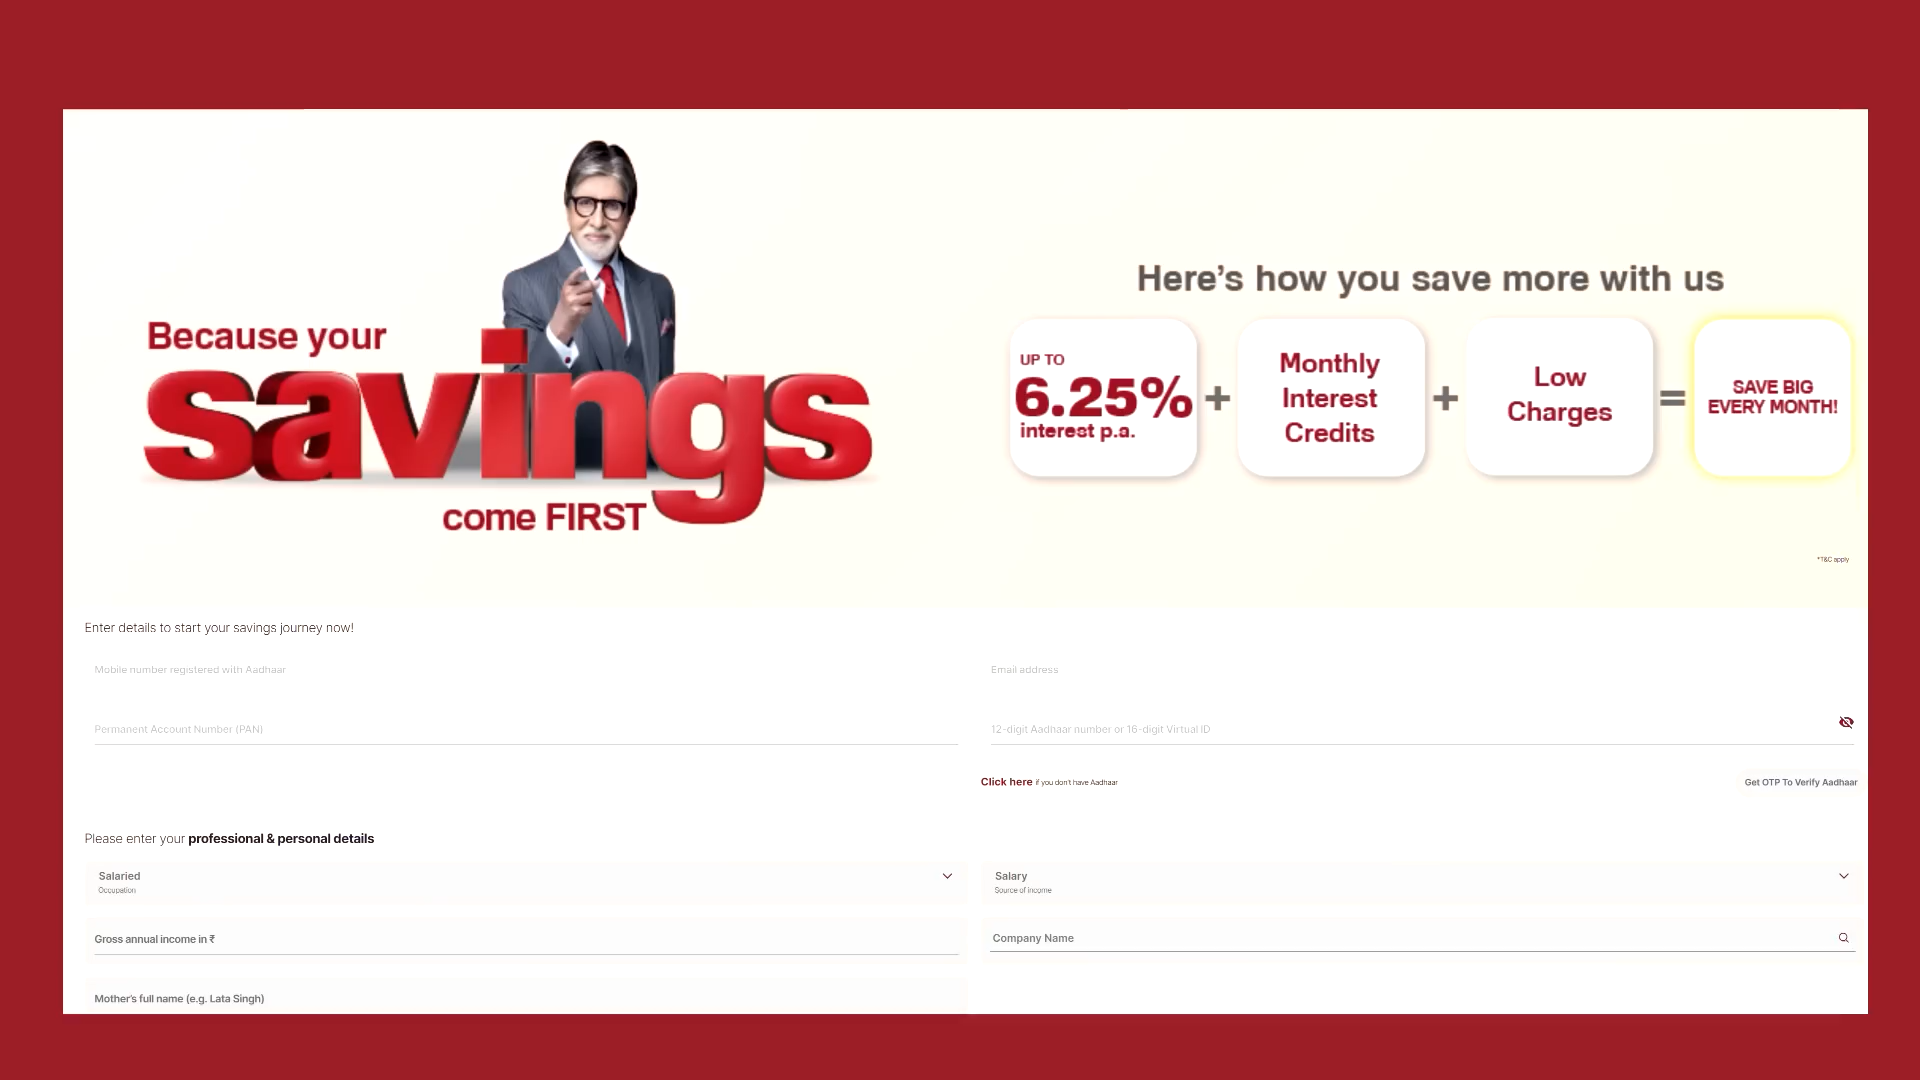 Because your
savings
come FIRST
Here's how you save more with us
UP TO
6.25%
interest p.a.
+
Monthly
Interest
Credits
+
Low
Charges
=
SAVE BIG
EVERY MONTH!
*T&C apply
Enter details to start your savings journey now!
Mobile number registered with Aadhaar
Email address
Permanent Account Number (PAN)
12-digit Aadhaar number or 16-digit Virtual ID
Click here if you don't have Aadhaar
Get OTP To Verify Aadhaar
Please enter your professional & personal details
Salaried
Occupation
Salary
Source of income
Gross annual income in ₹
Company Name
Mother's full name (e.g. Lata Singh)